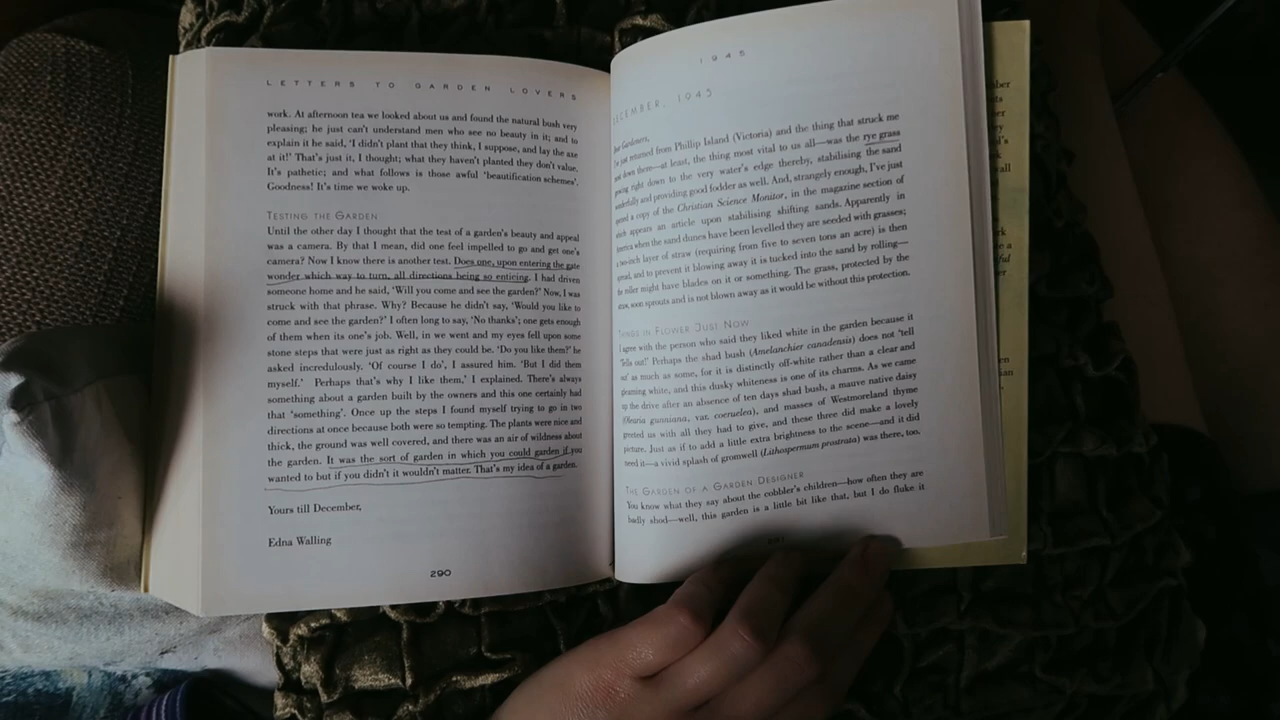 LETTERS TO GARDEN LOVERS
work. At afternoon tea we looked about us and found the natural bush very
pleasing; he just can't understand men who see no beauty in it; and to
explain it he said, 'I didn't plant that they think, I suppose, and lay the axe
at it!' That's just it, I thought; what they haven't planted they don't value.
It's pathetic; and what follows is those awful 'beautification schemes'.
Goodness! It's time we woke up.
TESTING THE GARDEN
Until the other day I thought that the test of a garden's beauty and appeal
was a camera. By that I mean, did one feel impelled to go and get one's
camera? Now I know there is another test. Does one, upon entering the gate
wonder which way to turn, all directions being so enticing. I had driven
someone home and he said, 'Will you come and see the garden?' Now, I was
struck with that phrase. Why? Because he didn't say, 'Would you like to
come and see the garden?' I often long to say, 'No thanks'; one gets enough
of them when its one's job. Well, in we went and my eyes fell upon some
stone steps that were just as right as they could be. 'Do you like them?' he
asked incredulously. 'Of course I do', I assured him. 'But I did them
myself.' Perhaps that's why I like them,' I explained. There's always
something about a garden built by the owners and this one certainly had
that 'something'. Once up the steps I found myself trying to go in two
directions at once because both were so tempting. The plants were nice and
thick, the ground was well covered, and there was an air of wildness about
the garden. It was the sort of garden in which you could garden if you
wanted to but if you didn't it wouldn't matter. That's my idea of a garden.
Yours till December,
Edna Walling
290
1945
DECEMBER, 1945
Dear Gardeners,
I've just returned from Phillip Island (Victoria) and the thing that struck me
most down there—at least, the thing most vital to us all—was the rye grass
growing right down to the very water's edge thereby, stabilising the sand
wonderfully and providing good fodder as well. And, strangely enough, I've just
opened a copy of the Christian Science Monitor, in the magazine section of
which appears an article upon stabilising shifting sands. Apparently in
America when the sand dunes have been levelled they are seeded with grasses;
a two-inch layer of straw (requiring from five to seven tons an acre) is then
spread, and to prevent it blowing away it is tucked into the sand by rolling—
the roller might have blades on it or something. The grass, protected by the
straw, soon sprouts and is not blown away as it would be without this protection.
THINGS IN FLOWER JUST NOW
I agree with the person who said they liked white in the garden because it
'tells out!' Perhaps the shad bush (Amelanchier canadensis) does not 'tell
out' as much as some, for it is distinctly off-white rather than a clear and
gleaming white, and this dusky whiteness is one of its charms. As we came
up the drive after an absence of ten days shad bush, a mauve native daisy
(Olearia gunniana, var. coeruelea), and masses of Westmoreland thyme
greeted us with all they had to give, and these three did make a lovely
picture. Just as if to add a little extra brightness to the scene—and it did
need it—a vivid splash of gromwell (Lithospermum prostrata) was there, too.
THE GARDEN OF A GARDEN DESIGNER
You know what they say about the cobbler's children—how often they are
badly shod—well, this garden is a little bit like that, but I do fluke it